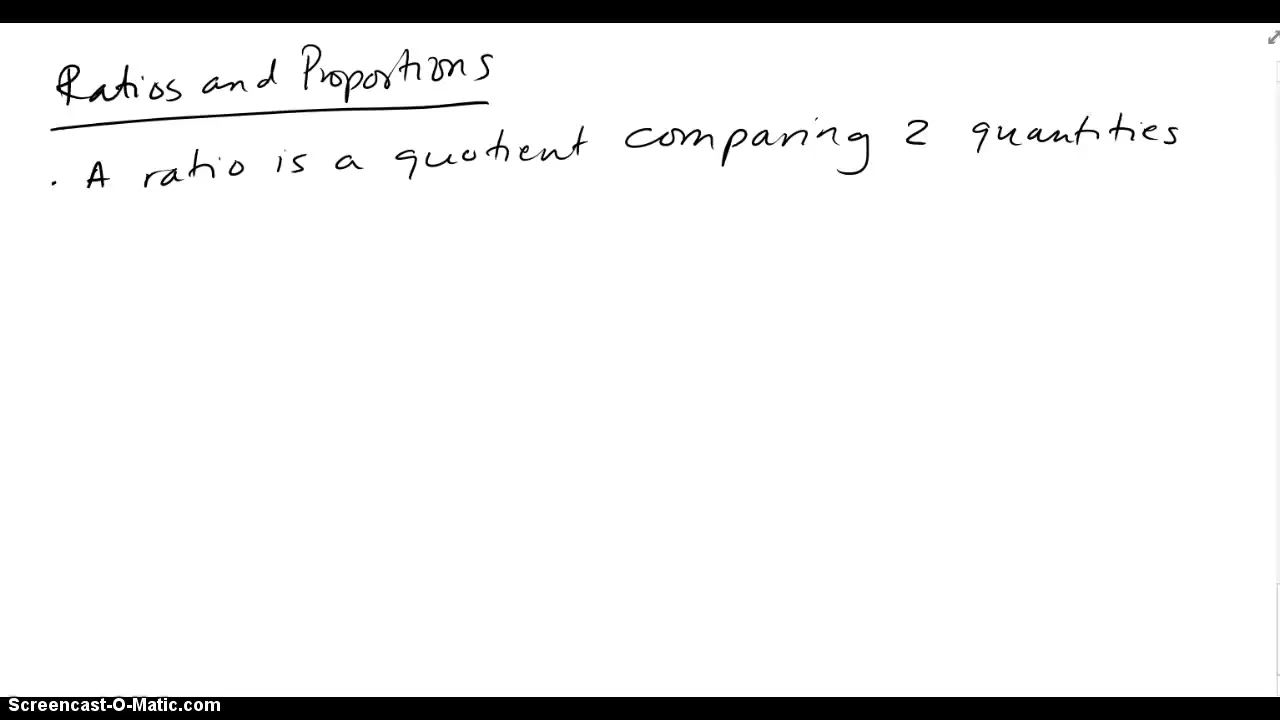 Ratios and Proportions
. A ratio is a quotient comparing 2 quantities
Screencast-O-Matic.com